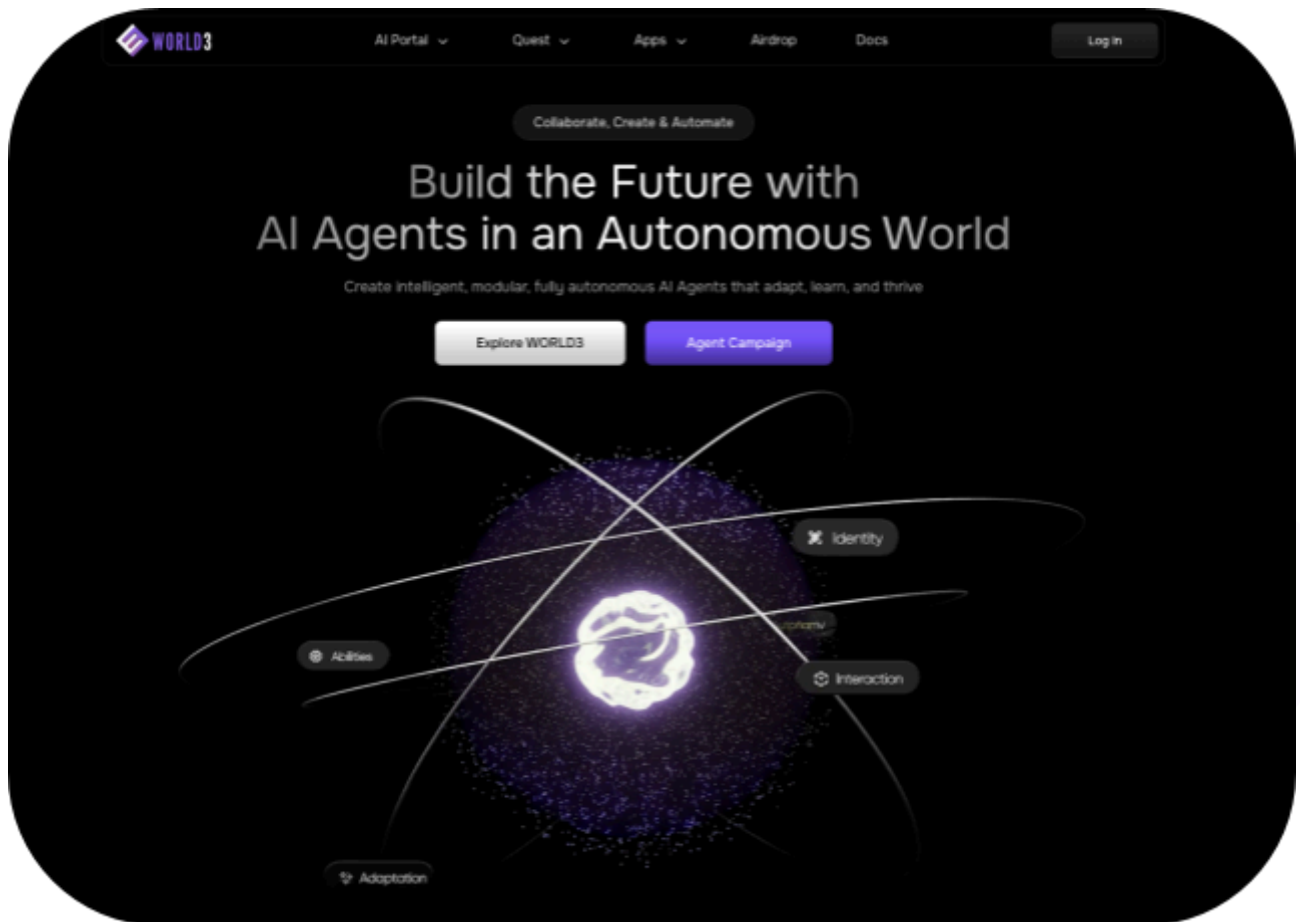 WORLD3
AI Portal
Quest
Apps
Airdrop
Docs
Log In
Collaborate, Create & Automate
Build the Future with
AI Agents in an Autonomous World
Create intelligent, modular, fully autonomous AI Agents that adapt, learn, and thrive
Explore WORLD3
Agent Campaign
Identity
Abilities
Interaction
Adaptation